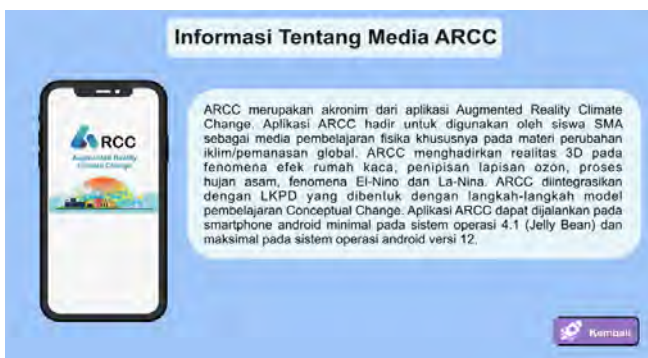 Informasi Tentang Media ARCC
RCC
Augmented Reality
Climate Change
ARCC merupakan akronim dari aplikasi Augmented Reality Climate
Change. Aplikasi ARCC hadir untuk digunakan oleh siswa SMA
sebagai media pembelajaran fisika khususnya pada materi perubahan
iklim/pemanasan global. ARCC menghadirkan realitas 3D pada
fenomena efek rumah kaca, penipisan lapisan ozon, proses
hujan asam, fenomena El-Nino dan La-Nina. ARCC diintegrasikan
dengan LKPD yang dibentuk dengan langkah-langkah model
pembelajaran Conceptual Change. Aplikasi ARCC dapat dijalankan pada
smartphone android minimal pada sistem operasi 4.1 (Jelly Bean) dan
maksimal pada sistem operasi android versi 12.
Kembali